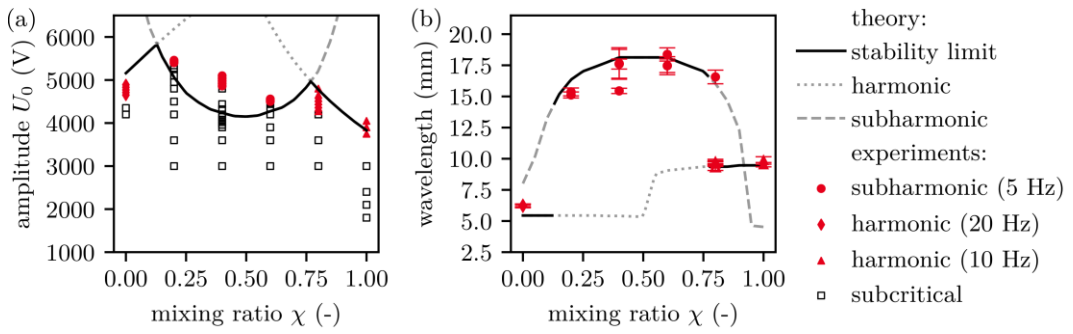 (a)
6000
5000
4000
3000
2000
1000
amplitude U₀ (V)
0.00 0.25 0.50 0.75 1.00
mixing ratio χ (-)
(b)
20.0
17.5
15.0
12.5
10.0
7.5
5.0
2.5
wavelength (mm)
0.00 0.25 0.50 0.75 1.00
mixing ratio χ (-)
theory:
stability limit
harmonic
subharmonic
experiments:
subharmonic (5 Hz)
harmonic (20 Hz)
harmonic (10 Hz)
subcritical